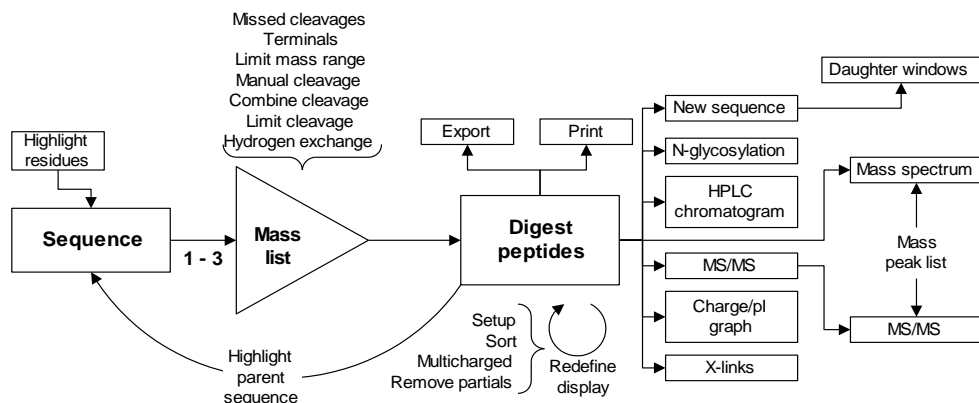 Missed cleavages
Terminals
Limit mass range
Manual cleavage
Combine cleavage
Limit cleavage
Hydrogen exchange
Highlight
residues
Sequence
1 - 3
Mass
list
Export
Print
Digest
peptides
Highlight
parent
sequence
Setup
Sort
Multicharged
Remove partials
Redefine
display
New sequence
N-glycosylation
HPLC
chromatogram
MS/MS
Charge/pI
graph
X-links
Daughter windows
Mass spectrum
Mass
peak list
MS/MS